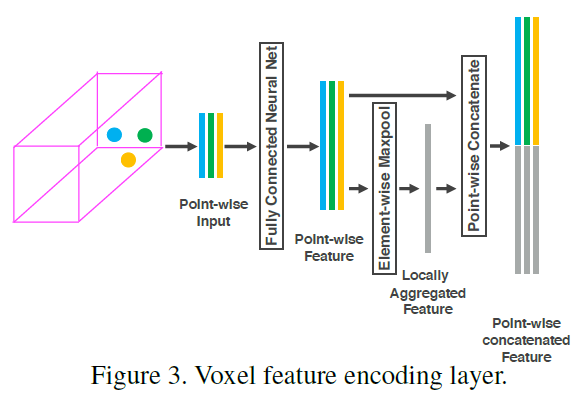 Point-wise
Input
Fully Connected Neural Net
Point-wise
Feature
Element-wise Maxpool
Locally
Aggregated
Feature
Point-wise Concatenate
Point-wise
concatenated
Feature
Figure 3. Voxel feature encoding layer.